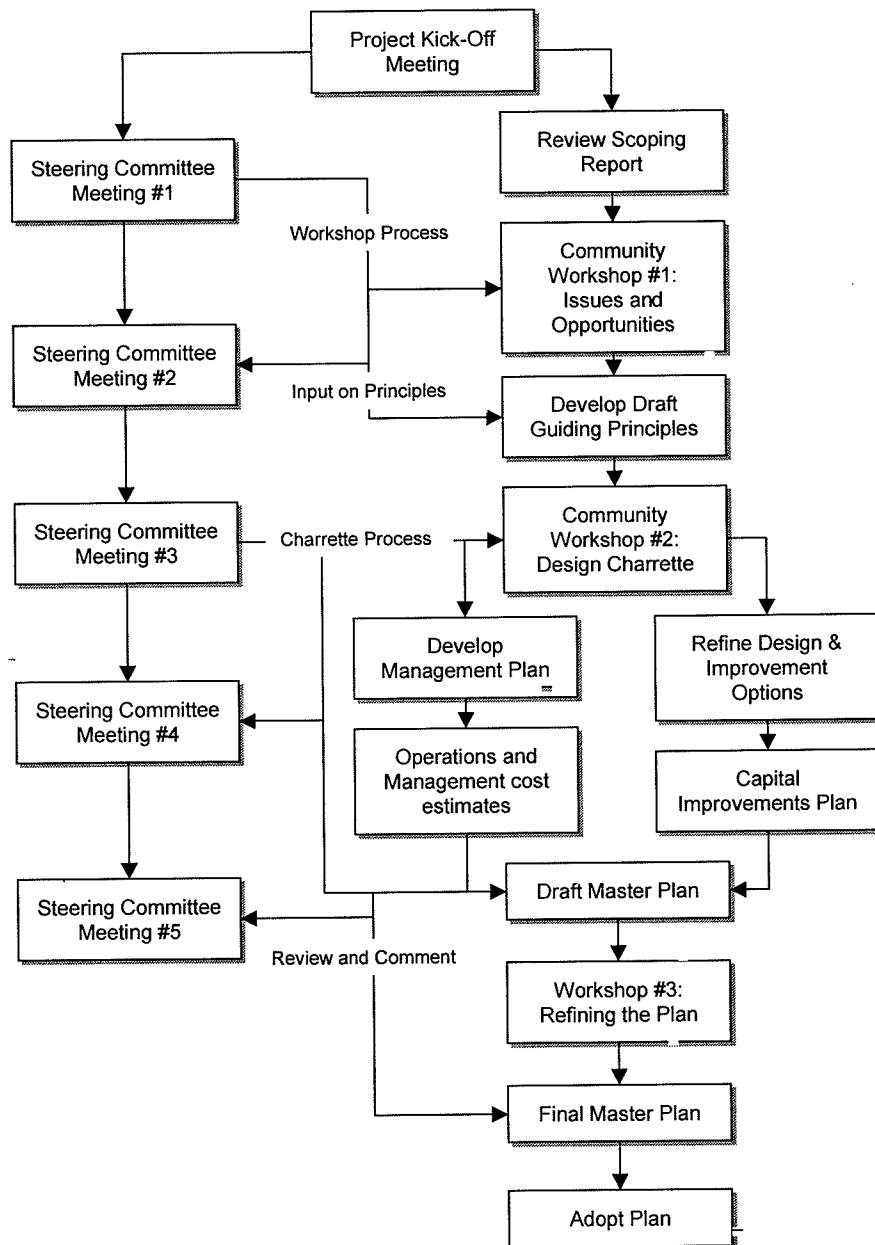 Project Kick-Off
Meeting
Steering Committee
Meeting #1
Review Scoping
Report
Workshop Process
Community
Workshop #1:
Issues and
Opportunities
Steering Committee
Meeting #2
Input on Principles
Develop Draft
Guiding Principles
Steering Committee
Meeting #3
Charrette Process
Community
Workshop #2:
Design Charrette
Develop
Management Plan
Refine Design &
Improvement
Options
Steering Committee
Meeting #4
Operations and
Management cost
estimates
Capital
Improvements Plan
Steering Committee
Meeting #5
Draft Master Plan
Review and Comment
Workshop #3:
Refining the Plan
Final Master Plan
Adopt Plan